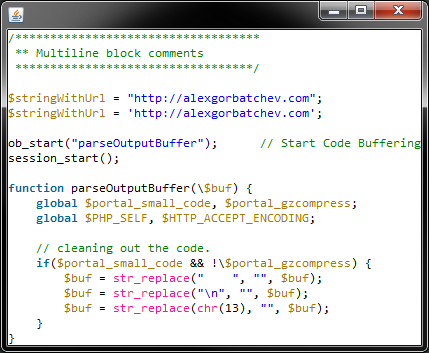 /***********************************
 ** Multiline block comments
 **********************************/

$stringWithUrl = "http://alexgorbatchev.com";
$stringWithUrl = 'http://alexgorbatchev.com';

ob_start("parseOutputBuffer");      // Start Code Buffering
session_start();

function parseOutputBuffer(\$buf) {
    global $portal_small_code, $portal_gzcompress;
    global $PHP_SELF, $HTTP_ACCEPT_ENCODING;

    // cleaning out the code.
    if($portal_small_code && !\$portal_gzcompress) {
        $buf = str_replace("    ", "", $buf);
        $buf = str_replace("\n", "", $buf);
        $buf = str_replace(chr(13), "", $buf);
    }
}